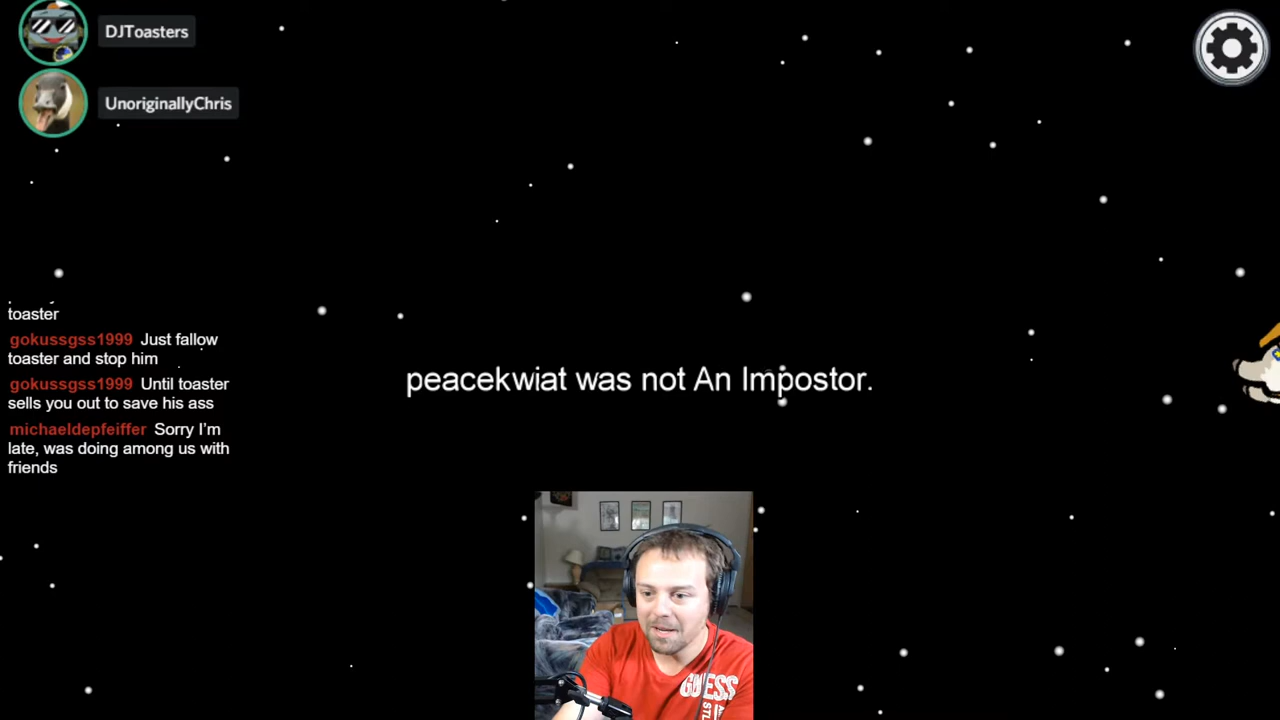 DJToasters
UnoriginallyChris
toaster
gokussgss1999 Just fallow
toaster and stop him
gokussgss1999 Until toaster
sells you out to save his ass
michaeldepfeiffer Sorry I'm
late, was doing among us with
friends
peacekwiat was not An Impostor.
GUESS